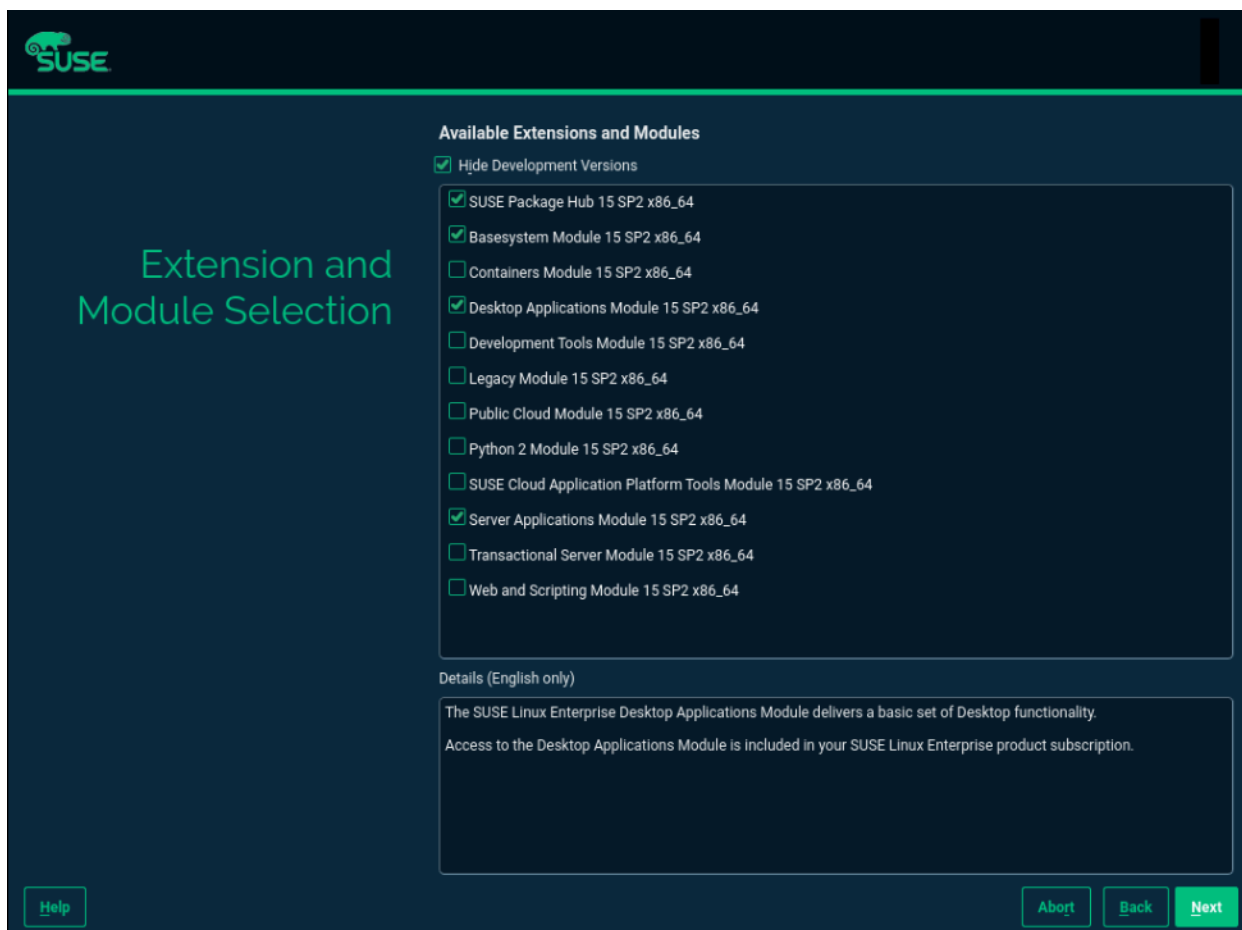 SUSE
Available Extensions and Modules
Hide Development Versions
SUSE Package Hub 15 SP2 x86_64
Basesystem Module 15 SP2 x86_64
Containers Module 15 SP2 x86_64
Desktop Applications Module 15 SP2 x86_64
Development Tools Module 15 SP2 x86_64
Legacy Module 15 SP2 x86_64
Public Cloud Module 15 SP2 x86_64
Python 2 Module 15 SP2 x86_64
SUSE Cloud Application Platform Tools Module 15 SP2 x86_64
Server Applications Module 15 SP2 x86_64
Transactional Server Module 15 SP2 x86_64
Web and Scripting Module 15 SP2 x86_64
Extension and
Module Selection
Details (English only)
The SUSE Linux Enterprise Desktop Applications Module delivers a basic set of Desktop functionality.
Access to the Desktop Applications Module is included in your SUSE Linux Enterprise product subscription.
Help
Abort
Back
Next